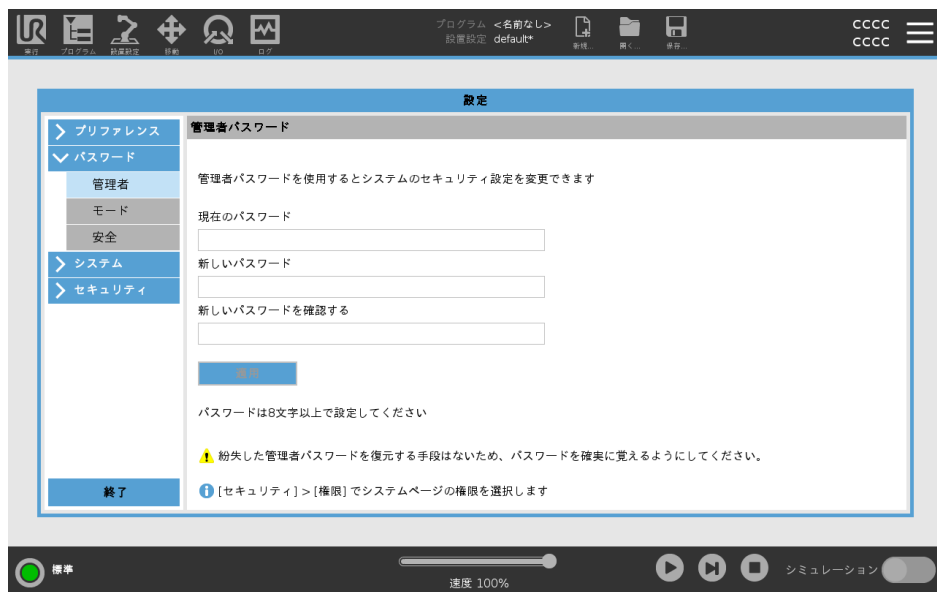 プログラム <名前なし>
設置設定 default*
cccc
cccc
実行 プログラム 設置設定 移動 I/O ログ 新規... 開く... 保存...
設定
プリファレンス
パスワード
管理者
モード
安全
システム
セキュリティ
終了
管理者パスワード
管理者パスワードを使用するとシステムのセキュリティ設定を変更できます
現在のパスワード
新しいパスワード
新しいパスワードを確認する
適用
パスワードは8文字以上で設定してください
紛失した管理者パスワードを復元する手段はないため、パスワードを確実に覚えるようにしてください。
[セキュリティ] > [権限] でシステムページの権限を選択します
標準
速度 100%
シミュレーション